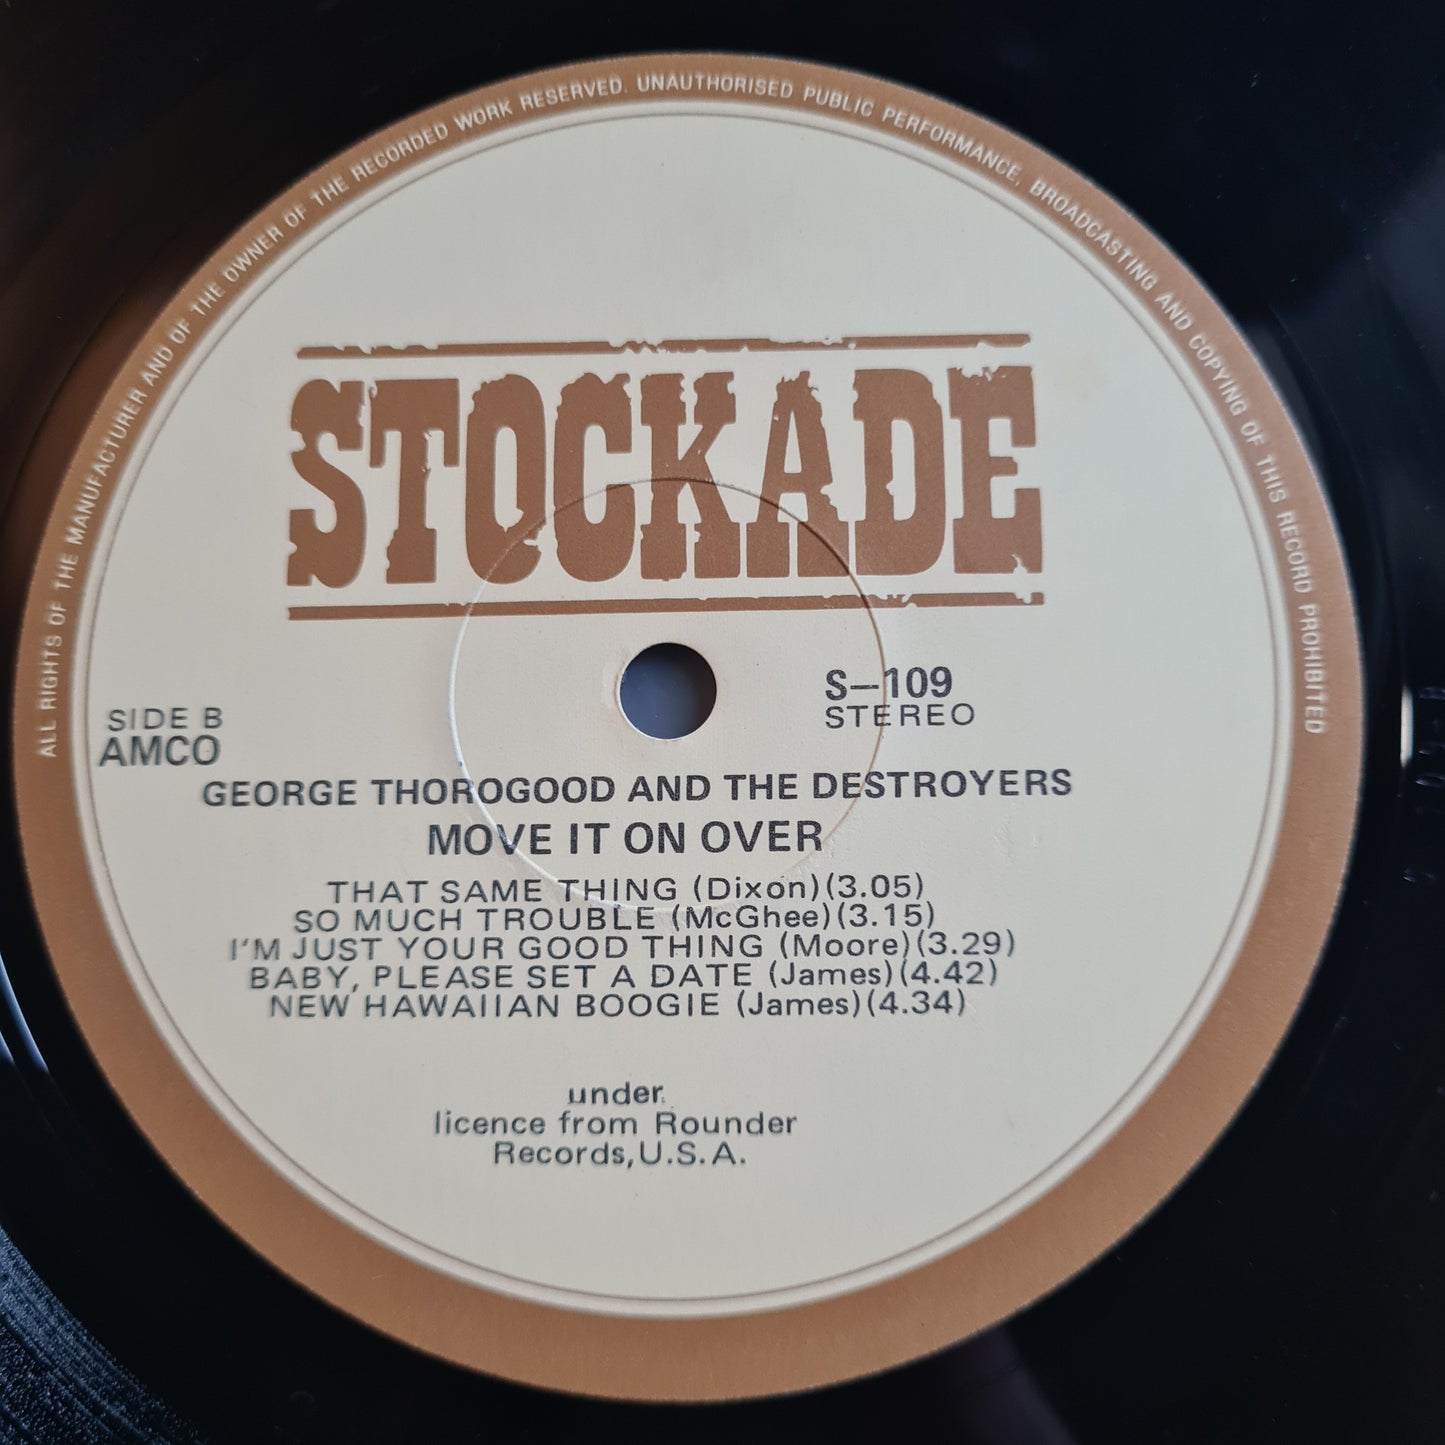 ALL RIGHTS OF THE MANUFACTURER AND OF THE OWNER OF THE RECORDED WORK RESERVED. UNAUTHORISED PUBLIC PERFORMANCE, BROADCASTING AND COPYING OF THIS RECORD PROHIBITED
STOCKADE
S—109
STEREO
SIDE B
AMCO
GEORGE THOROGOOD AND THE DESTROYERS
MOVE IT ON OVER
THAT SAME THING (Dixon)(3.05)
SO MUCH TROUBLE (McGhee)(3.15)
I'M JUST YOUR GOOD THING (Moore)(3.29)
BABY, PLEASE SET A DATE (James)(4.42)
NEW HAWAIIAN BOOGIE (James)(4.34)
under
licence from Rounder
Records,U.S.A.